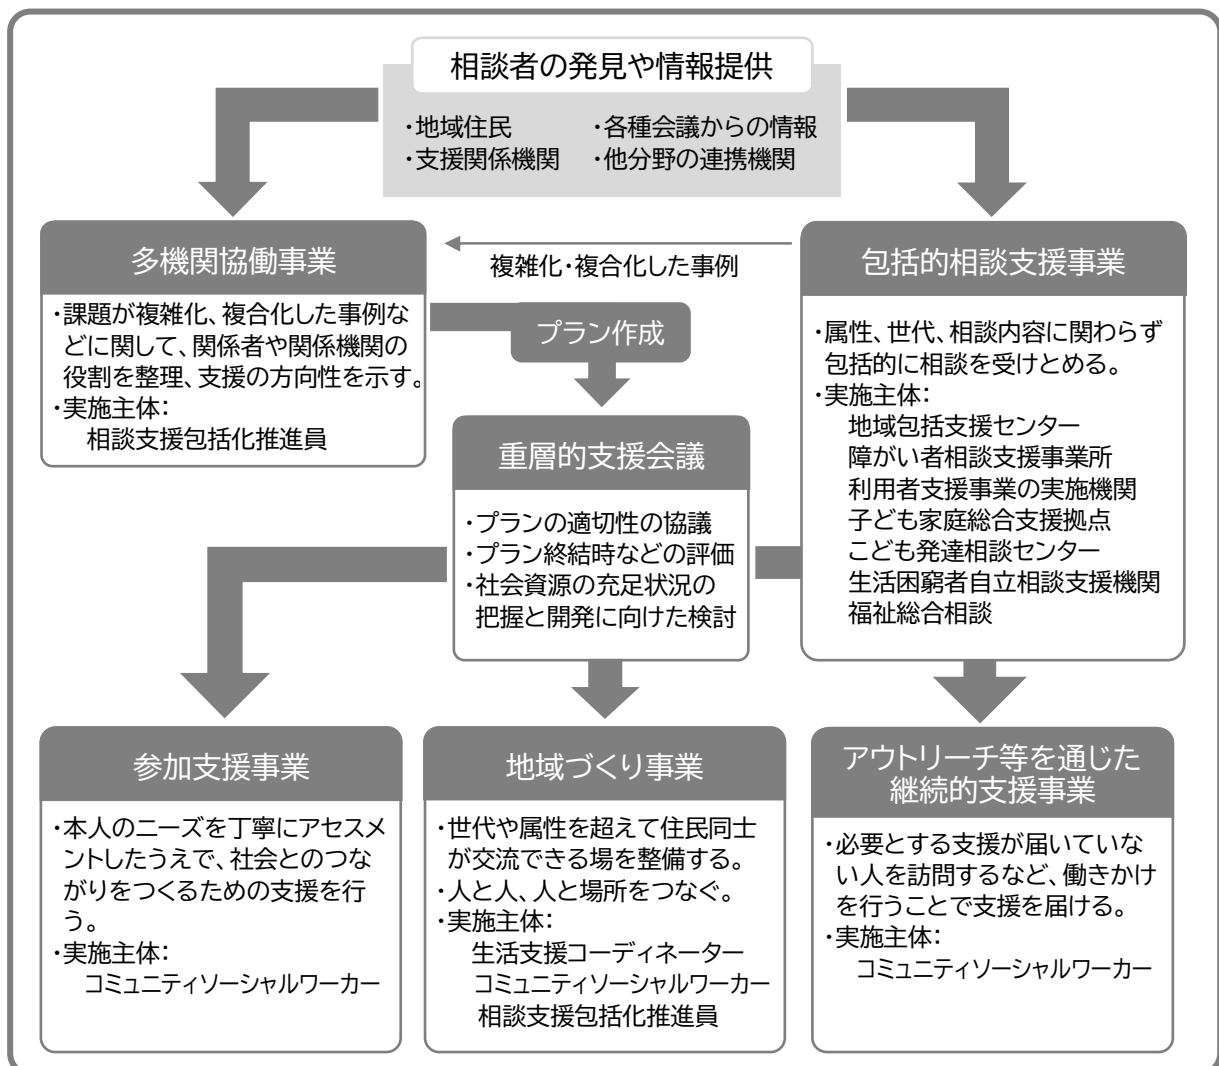 相談者の発見や情報提供
・地域住民
・各種会議からの情報
・支援関係機関
・他分野の連携機関
多機関協働事業
・課題が複雑化、複合化した事例な
どに関して、関係者や関係機関の
役割を整理、支援の方向性を示す。
・実施主体：
相談支援包括化推進員
複雑化・複合化した事例
プラン作成
包括的相談支援事業
・属性、世代、相談内容に関わらず
包括的に相談を受けとめる。
・実施主体：
地域包括支援センター
障がい者相談支援事業所
利用者支援事業の実施機関
子ども家庭総合支援拠点
こども発達相談センター
生活困窮者自立相談支援機関
福祉総合相談
重層的支援会議
・プランの適切性の協議
・プラン終結時などの評価
・社会資源の充足状況の
把握と開発に向けた検討
参加支援事業
・本人のニーズを丁寧にアセスメ
ントしたうえで、社会とのつな
がりをつくるための支援を行
う。
・実施主体：
コミュニティソーシャルワーカー
地域づくり事業
・世代や属性を超えて住民同士
が交流できる場を整備する。
・人と人、人と場所をつなぐ。
・実施主体：
生活支援コーディネーター
コミュニティソーシャルワーカー
相談支援包括化推進員
アウトリーチ等を通じた
継続的支援事業
・必要とする支援が届いていな
い人を訪問するなど、働きかけ
を行うことで支援を届ける。
・実施主体：
コミュニティソーシャルワーカー